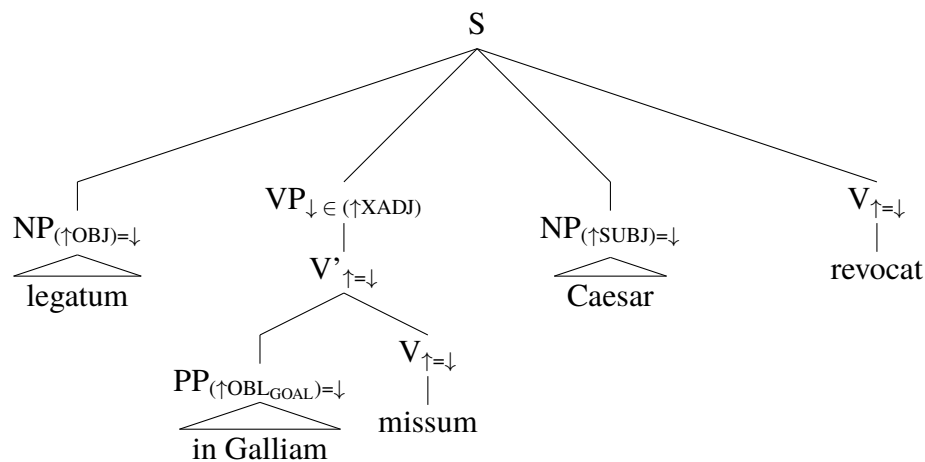 S
NP(↑OBJ)=↓ VP↓ ∈ (↑XADJ) NP(↑SUBJ)=↓ V↑=↓
legatum V’↑=↓ Caesar revocat
PP(↑OBLGOAL)=↓ V↑=↓
in Galliam missum